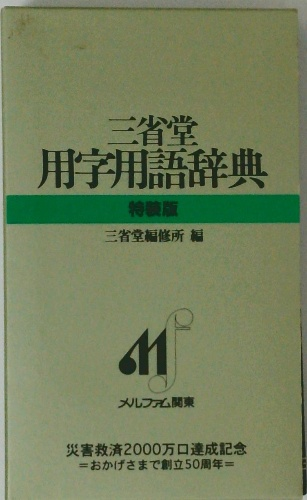 三省堂
用字用語辞典
特装版
三省堂編修所 編
Mf
メルファム関東
災害救済2000万口達成記念
=おかげさまで創立50周年=